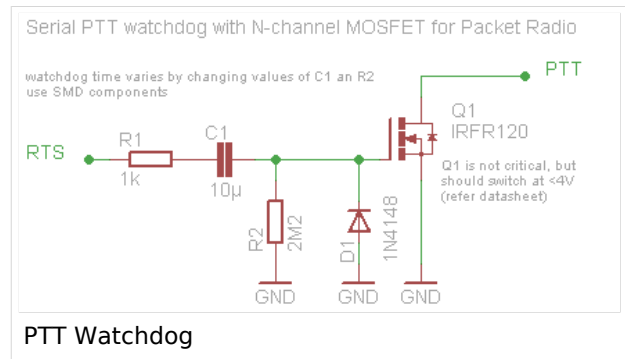 Serial PTT watchdog with N-channel MOSFET for Packet Radio
watchdog time varies by changing values of C1 an R2
use SMD components
PTT
Q1
IRFR120
Q1 is not critical, but
should switch at <4V
(refer datasheet)
RTS
R1
1k
C1
10µ
R2
2M2
D1
1N4148
GND
GND
GND
PTT Watchdog